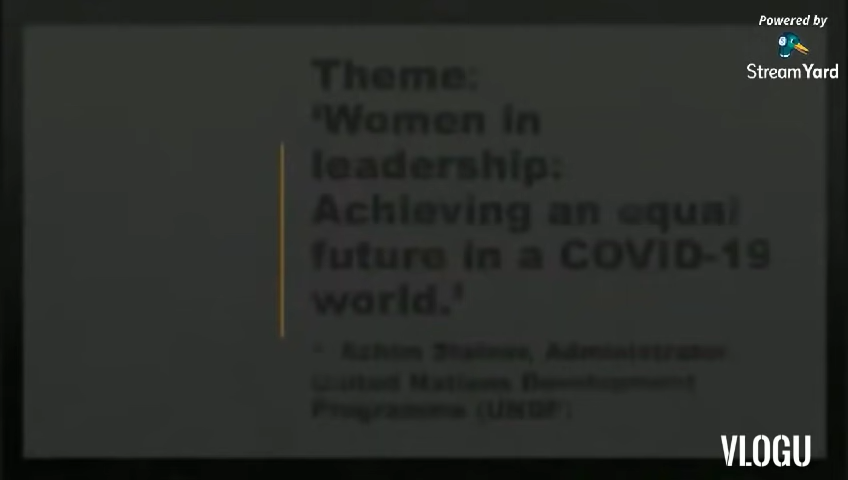 Powered by
StreamYard
Theme:
'Women in
leadership:
Achieving an equal
future in a COVID-19
world.'
Achim Steiner, Administrator
United Nations Development
Programme (UNDP)
VLOGU